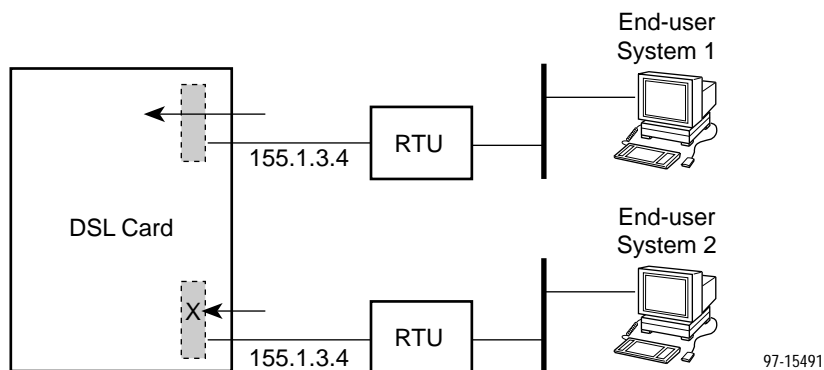 End-user
System 1
RTU
155.1.3.4
DSL Card
End-user
System 2
X
RTU
155.1.3.4
97-15491